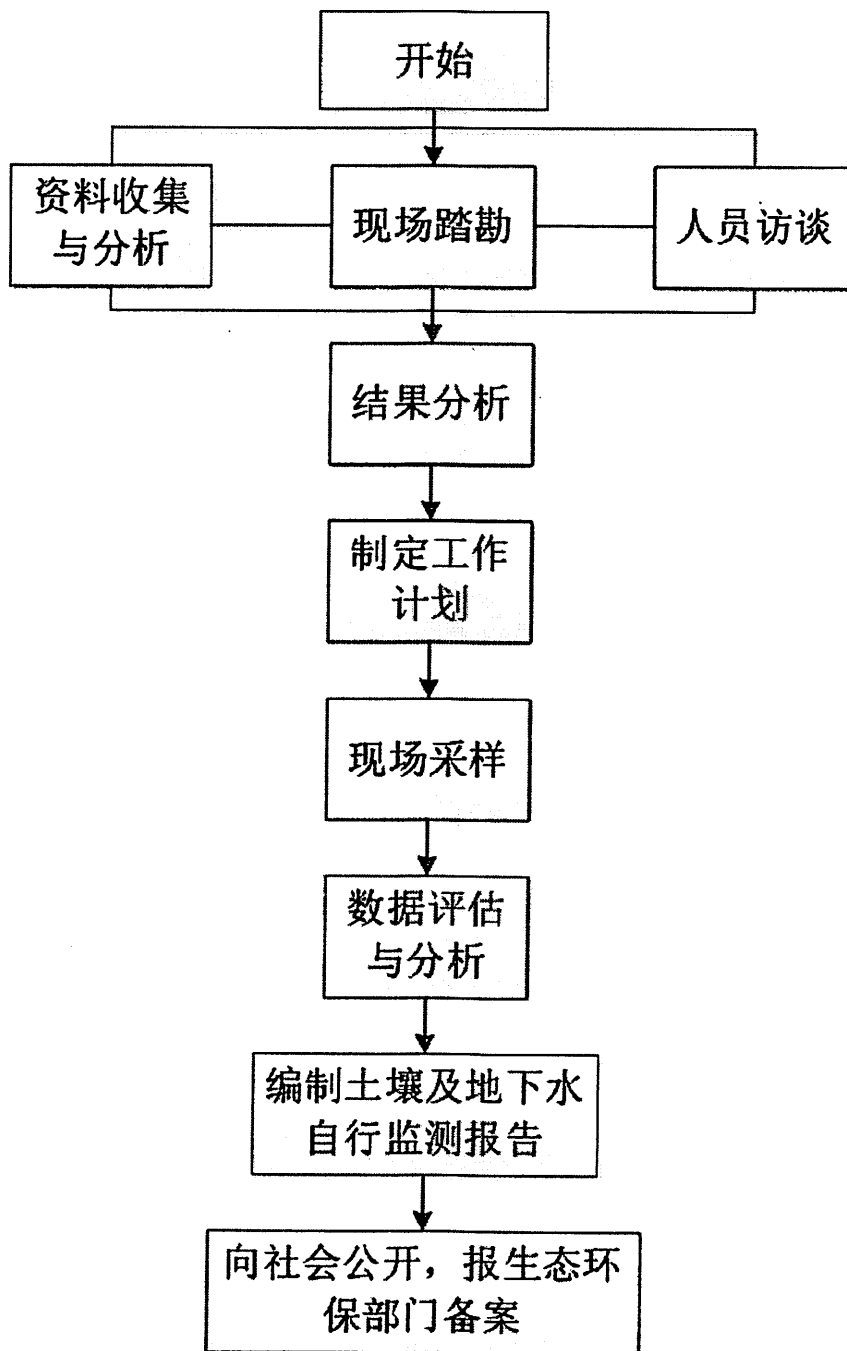 开始
资料收集
与分析
现场踏勘
人员访谈
结果分析
制定工作
计划
现场采样
数据评估
与分析
编制土壤及地下水
自行监测报告
向社会公开，报生态环
保部门备案